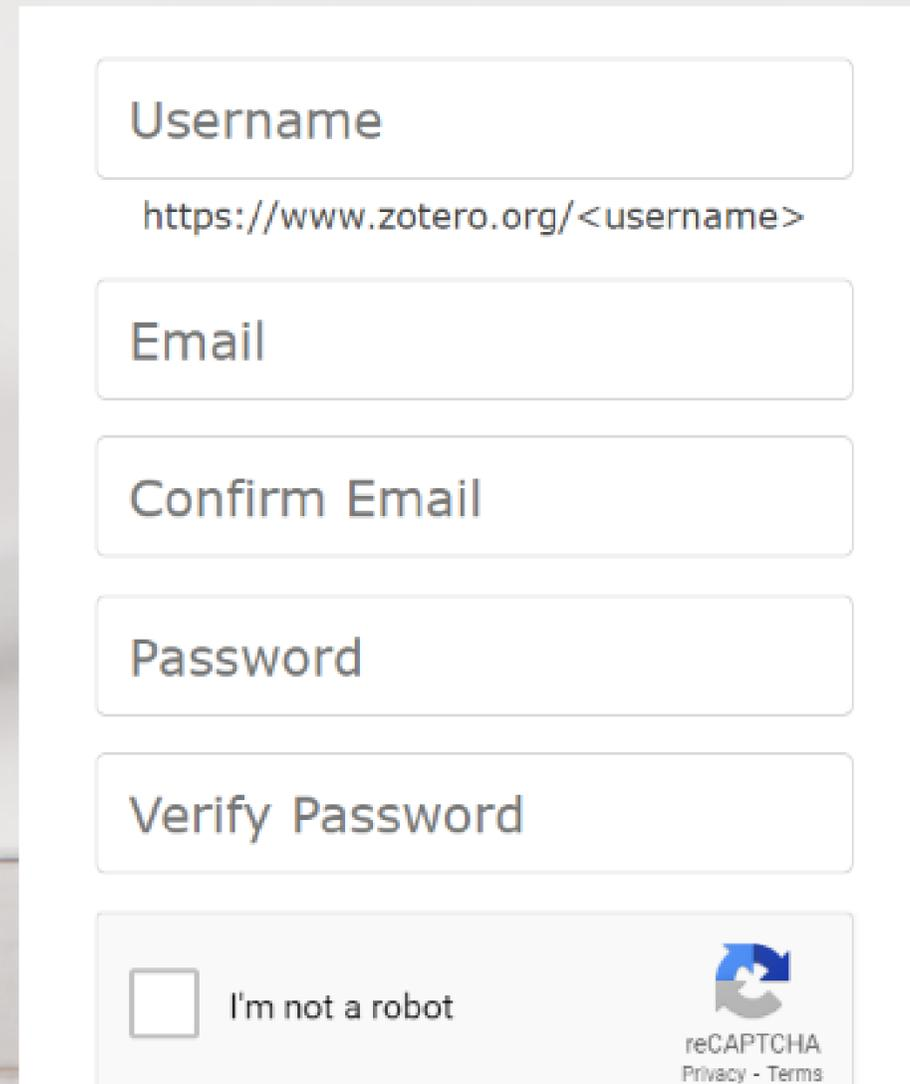 Username
https://www.zotero.org/<username>
Email
Confirm Email
Password
Verify Password
I'm not a robot
reCAPTCHA
Privacy - Terms